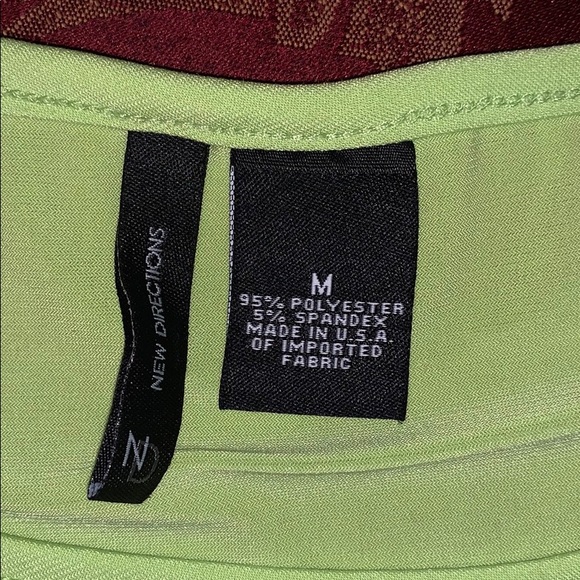 NEW DIRECTIONS
ND
M
95% POLYESTER
5% SPANDEX
MADE IN U.S.A.
OF IMPORTED
FABRIC